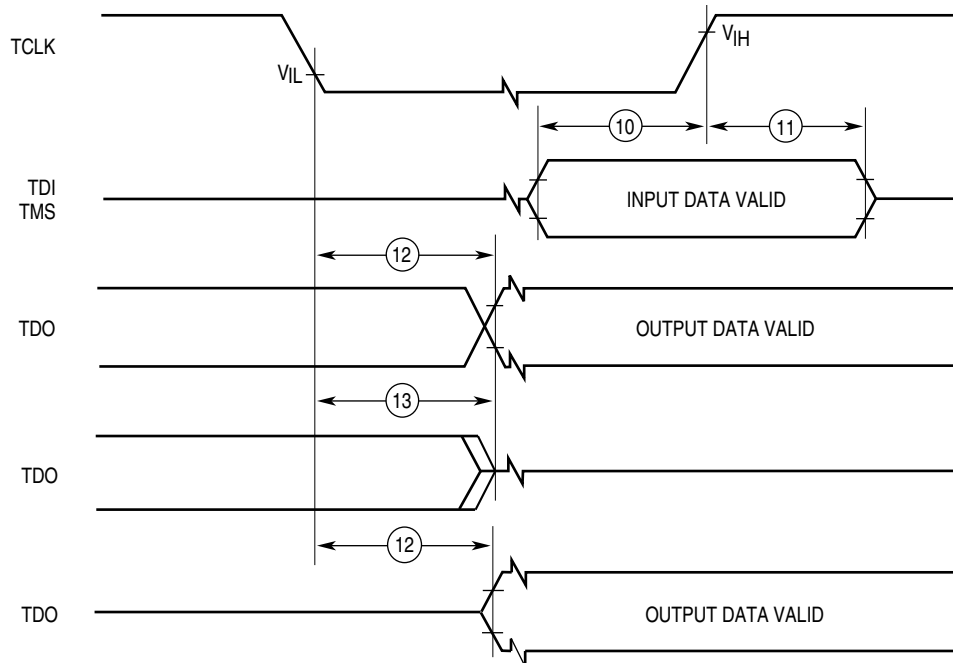 TCLK
VIL
VIH
10
11
TDI
TMS
INPUT DATA VALID
12
TDO
OUTPUT DATA VALID
13
TDO
12
TDO
OUTPUT DATA VALID